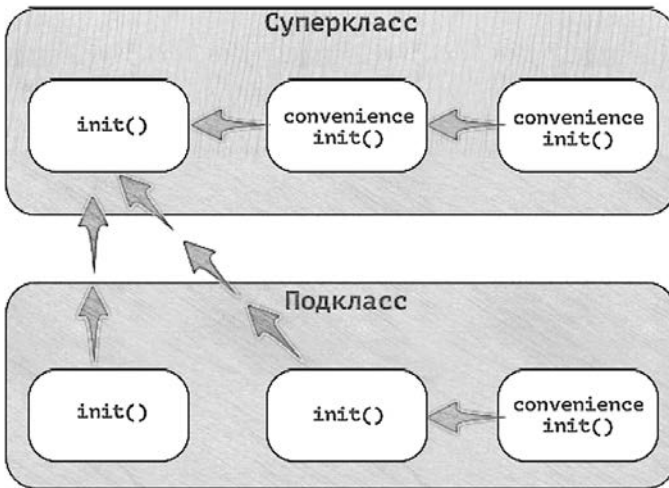 Суперкласс
init()
convenience
init()
convenience
init()
Подкласс
init()
init()
convenience
init()